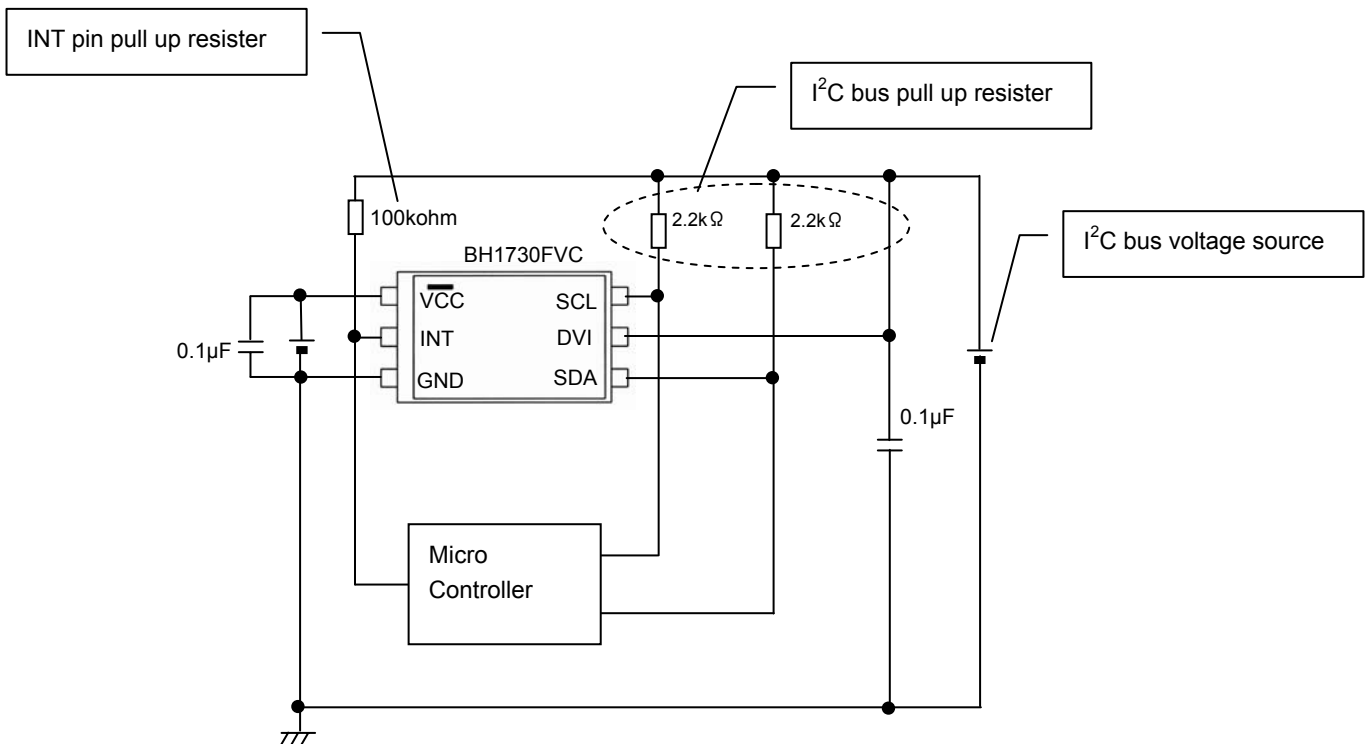 INT pin pull up resister
I²C bus pull up resister
100kohm
2.2kΩ
2.2kΩ
I²C bus voltage source
BH1730FVC
VCC
SCL
INT
DVI
0.1µF
GND
SDA
0.1µF
Micro
Controller